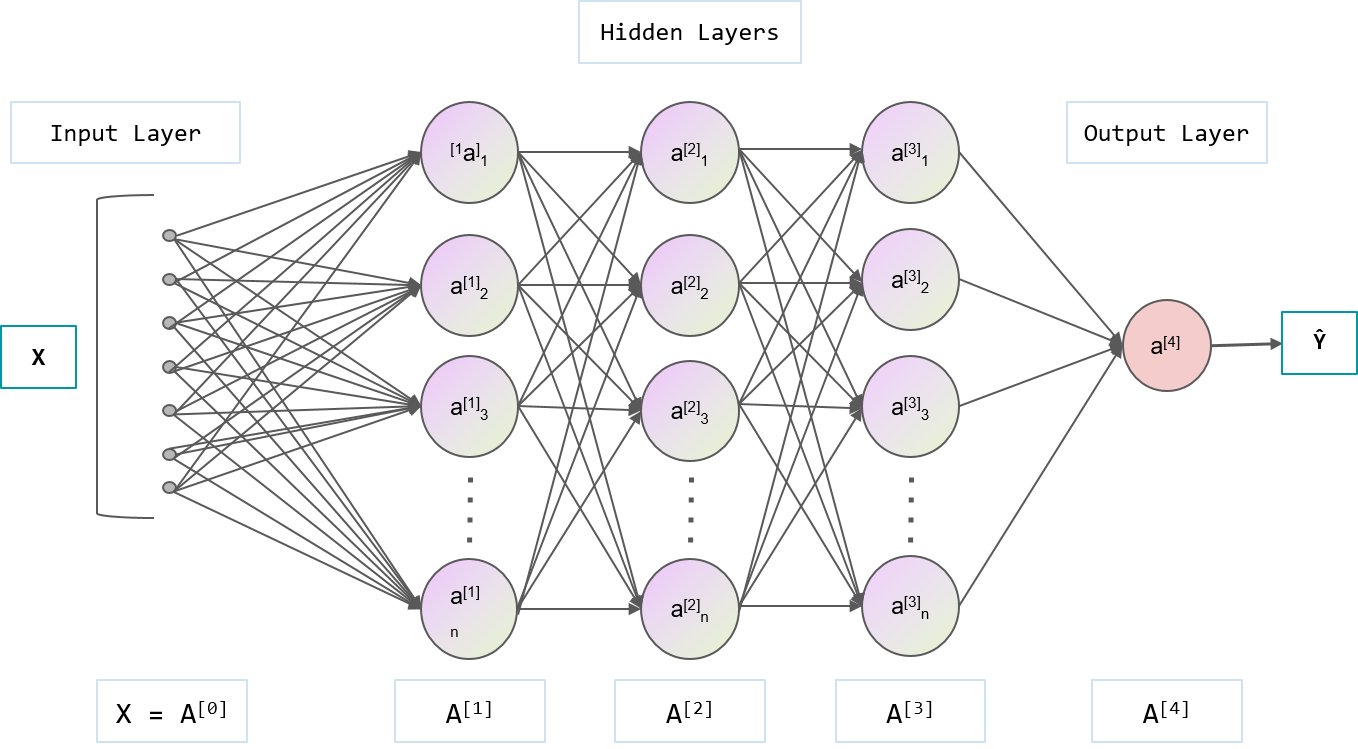 Hidden Layers
Input Layer
Output Layer
[1a]1
a[2]1
a[3]1
a[1]2
a[2]2
a[3]2
X
a[4]
Ŷ
a[1]3
a[2]3
a[3]3
a[1]
n
a[2]n
a[3]n
X = A[0]
A[1]
A[2]
A[3]
A[4]